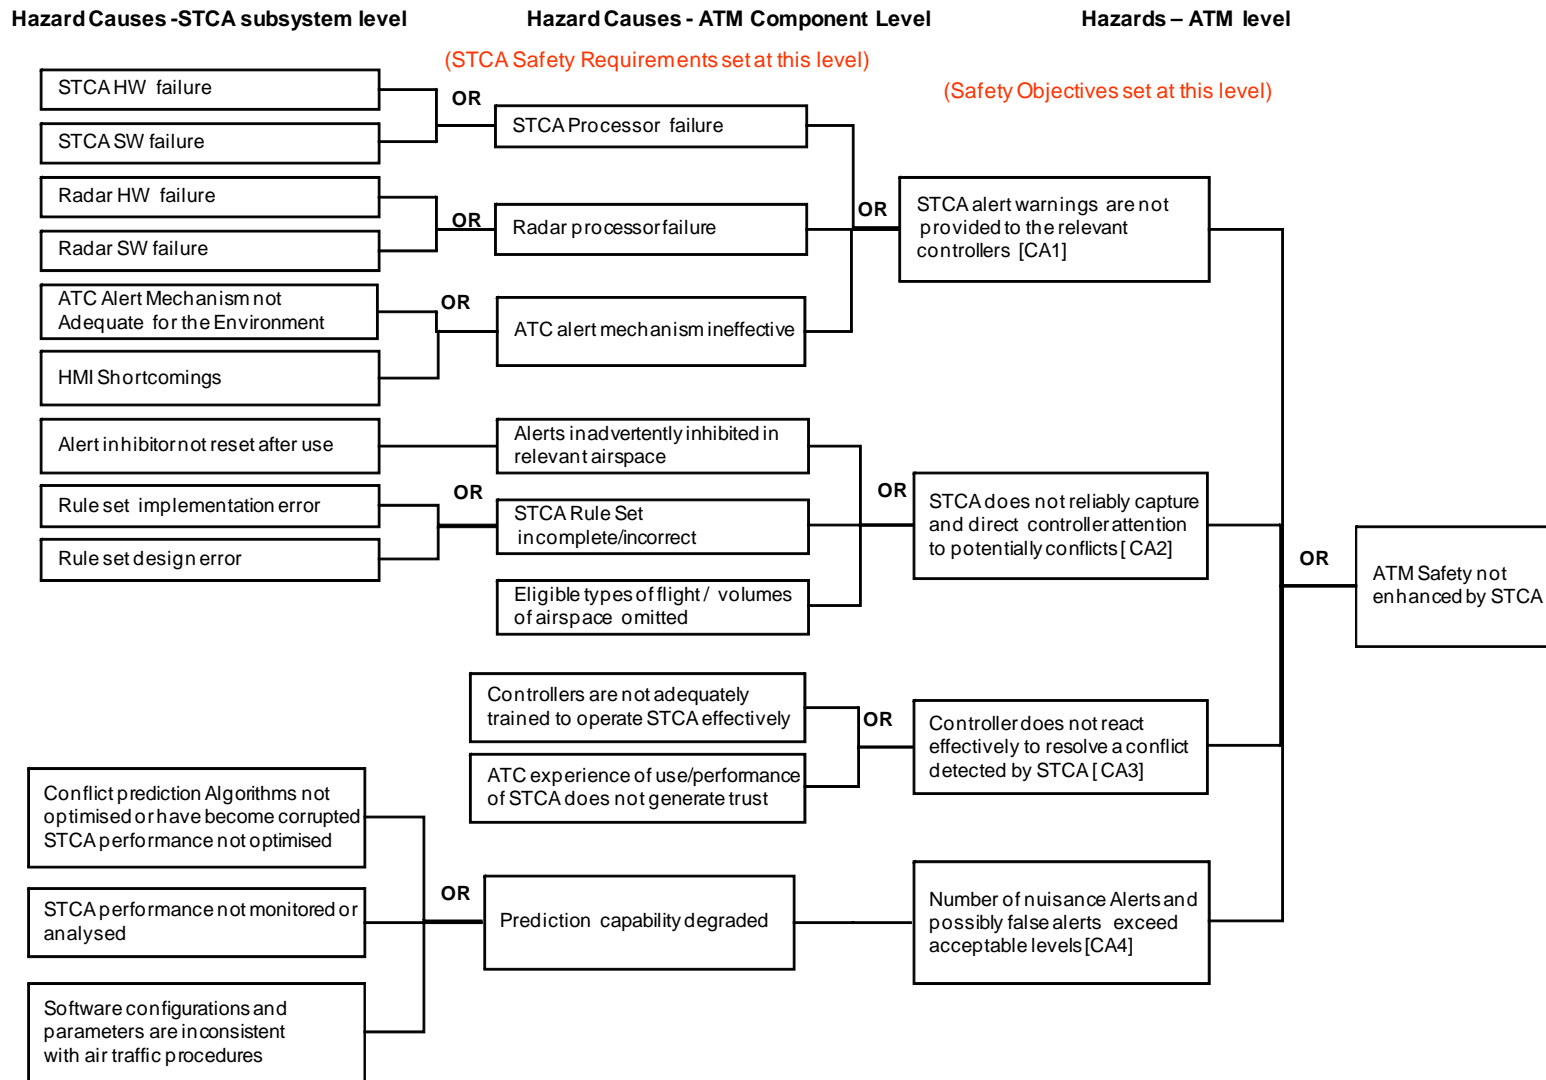 Hazard Causes -STCA subsystem level
Hazard Causes - ATM Component Level
Hazards – ATM level
(STCA Safety Requirements set at this level)
(Safety Objectives set at this level)
STCA HW failure
STCA SW failure
OR
STCA Processor failure
Radar HW failure
Radar SW failure
OR
Radar processor failure
ATC Alert Mechanism not
Adequate for the Environment
HMI Shortcomings
OR
ATC alert mechanism ineffective
OR
STCA alert warnings are not
provided to the relevant
controllers [CA1]
Alert inhibitor not reset after use
Alerts inadvertently inhibited in
relevant airspace
Rule set implementation error
Rule set design error
OR
STCA Rule Set
incomplete/incorrect
Eligible types of flight / volumes
of airspace omitted
OR
STCA does not reliably capture
and direct controller attention
to potentially conflicts [ CA2]
Controllers are not adequately
trained to operate STCA effectively
ATC experience of use/performance
of STCA does not generate trust
OR
Controller does not react
effectively to resolve a conflict
detected by STCA [ CA3]
Conflict prediction Algorithms not
optimised or have become corrupted
STCA performance not optimised
STCA performance not monitored or
analysed
Software configurations and
parameters are inconsistent
with air traffic procedures
OR
Prediction capability degraded
Number of nuisance Alerts and
possibly false alerts exceed
acceptable levels [CA4]
OR
ATM Safety not
enhanced by STCA